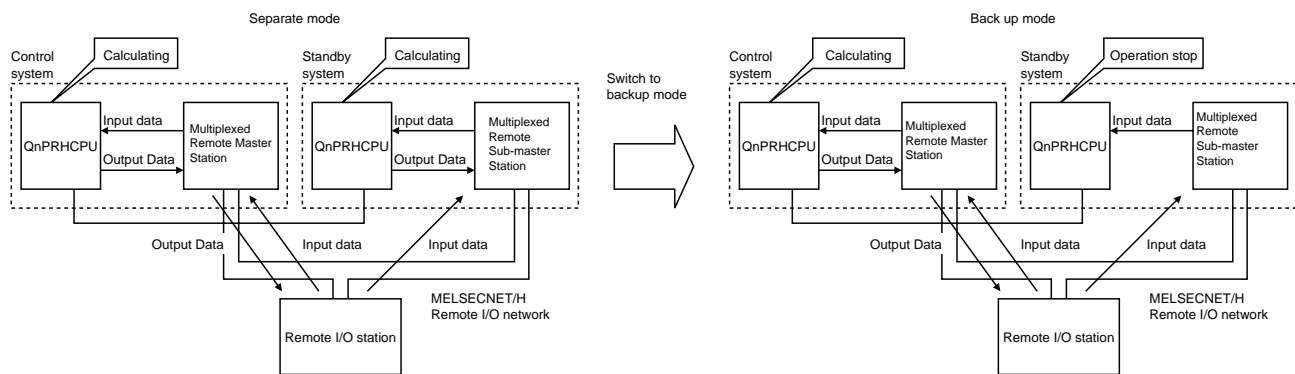 Separate mode
Control
system
Calculating
Standby
system
Calculating
QnPRHCPU
Input data
Output Data
Multiplexed
Remote Master
Station
QnPRHCPU
Input data
Output Data
Multiplexed
Remote
Sub-master
Station
Output Data
Input data
Input data
MELSECNET/H
Remote I/O network
Remote I/O station
Switch to
backup mode
Back up mode
Control
system
Calculating
Standby
system
Operation stop
QnPRHCPU
Input data
Output Data
Multiplexed
Remote Master
Station
QnPRHCPU
Input data
Multiplexed
Remote
Sub-master
Station
Output Data
Input data
Input data
MELSECNET/H
Remote I/O network
Remote I/O station